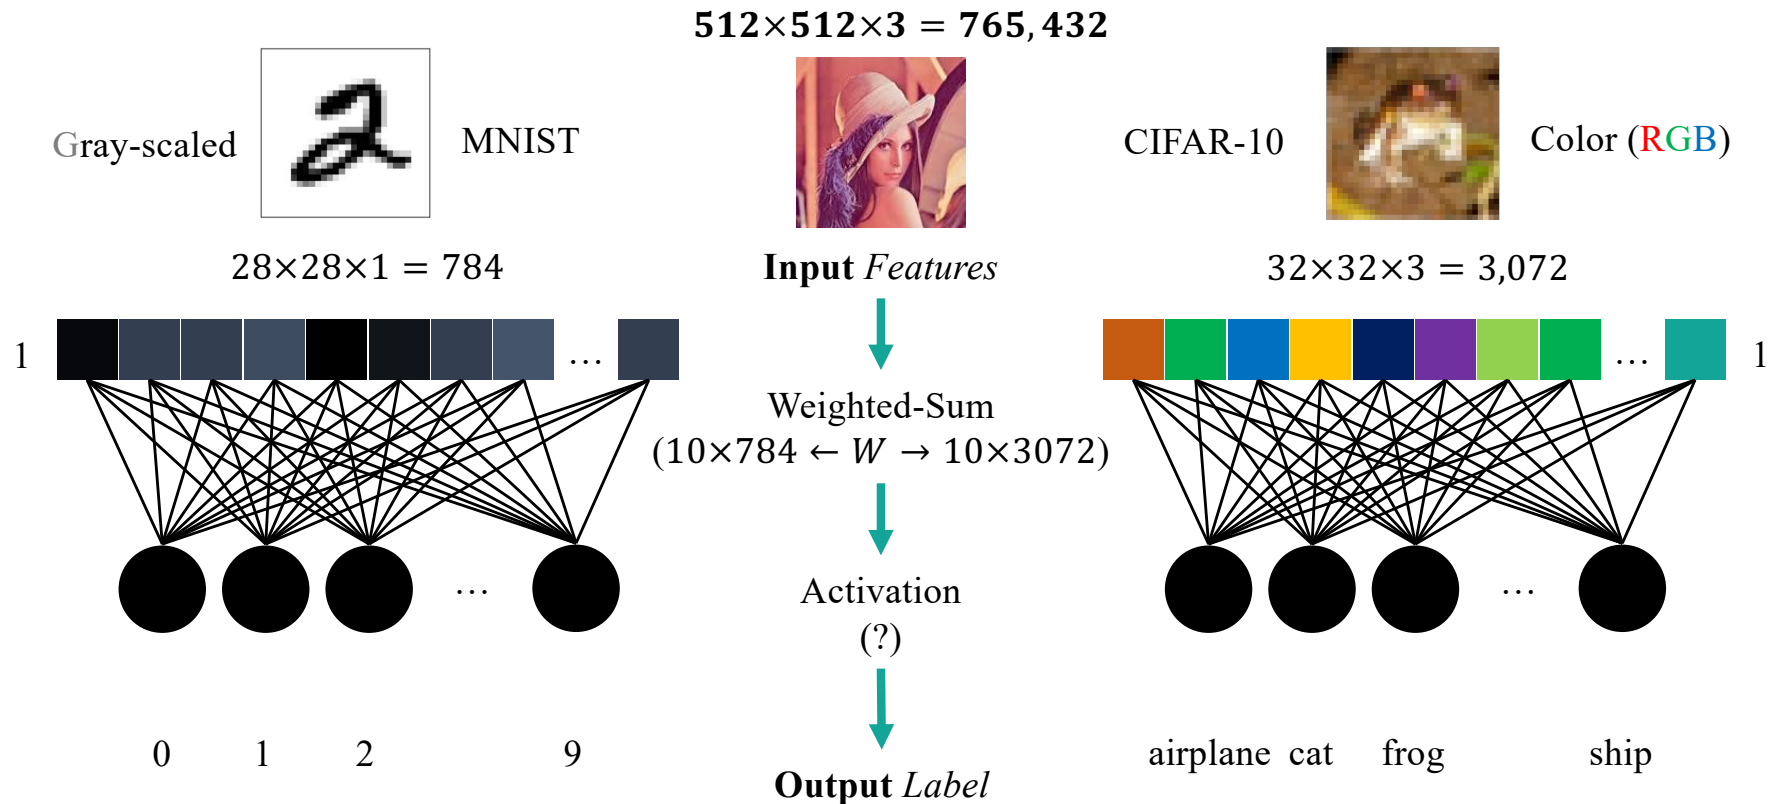 512×512×3 = 765,432
Gray-scaled
MNIST
CIFAR-10
Color (RGB)
28×28×1 = 784
Input Features
32×32×3 = 3,072
1
...
...
1
Weighted-Sum
(10×784 ← W → 10×3072)
...
Activation
(?)
...
0 1 2 9
airplane cat frog ship
Output Label